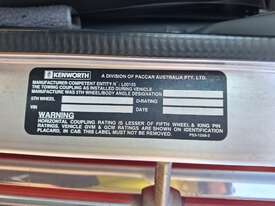 KENWORTH A DIVISION OF PACCAR AUSTRALIA PTY. LTD.
MANUFACTURER COMPETENT ENTITY N° L00155
THE TOWING COUPLING AS INSTALLED DURING VEHICLE
MANUFACTURE WAS 5TH WHEEL/BODY ANGLE DESIGNATION
5TH WHEEL D-RATING
VIN DATE
WARNING
HORIZONTAL COUPLING RATING IS LESSER OF FIFTH WHEEL & KING PIN
RATINGS. VEHICLE GVM & GCM RATINGS ARE SHOWN ON IDENTIFICATION
PLACARD, IN CAB. THIS LABEL MUST NOT BE REMOVED.